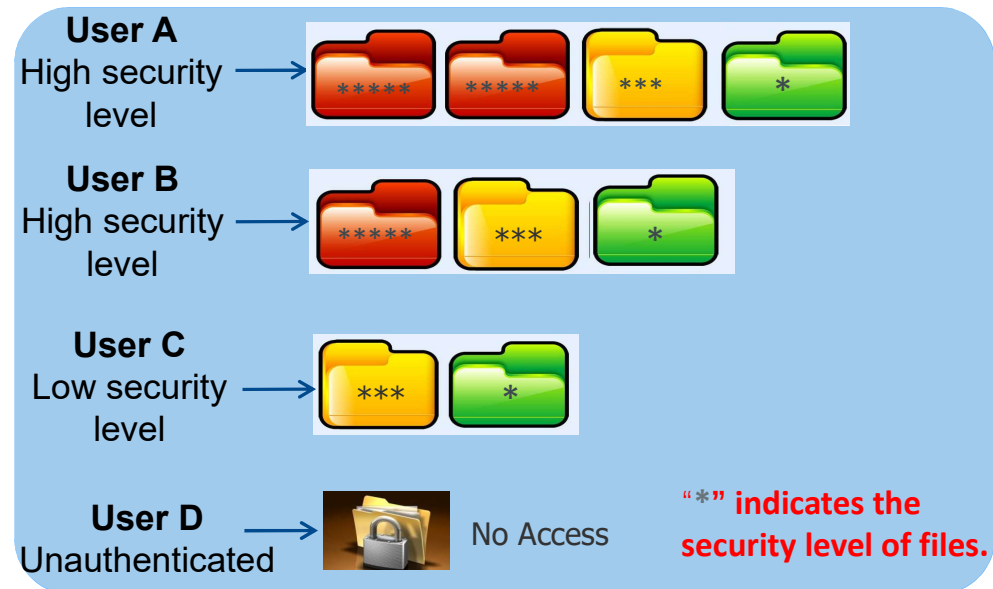 User A
High security
level
***** ***** *** *
User B
High security
level
***** *** *
User C
Low security
level
*** *
User D
Unauthenticated
No Access
“*” indicates the
security level of files.